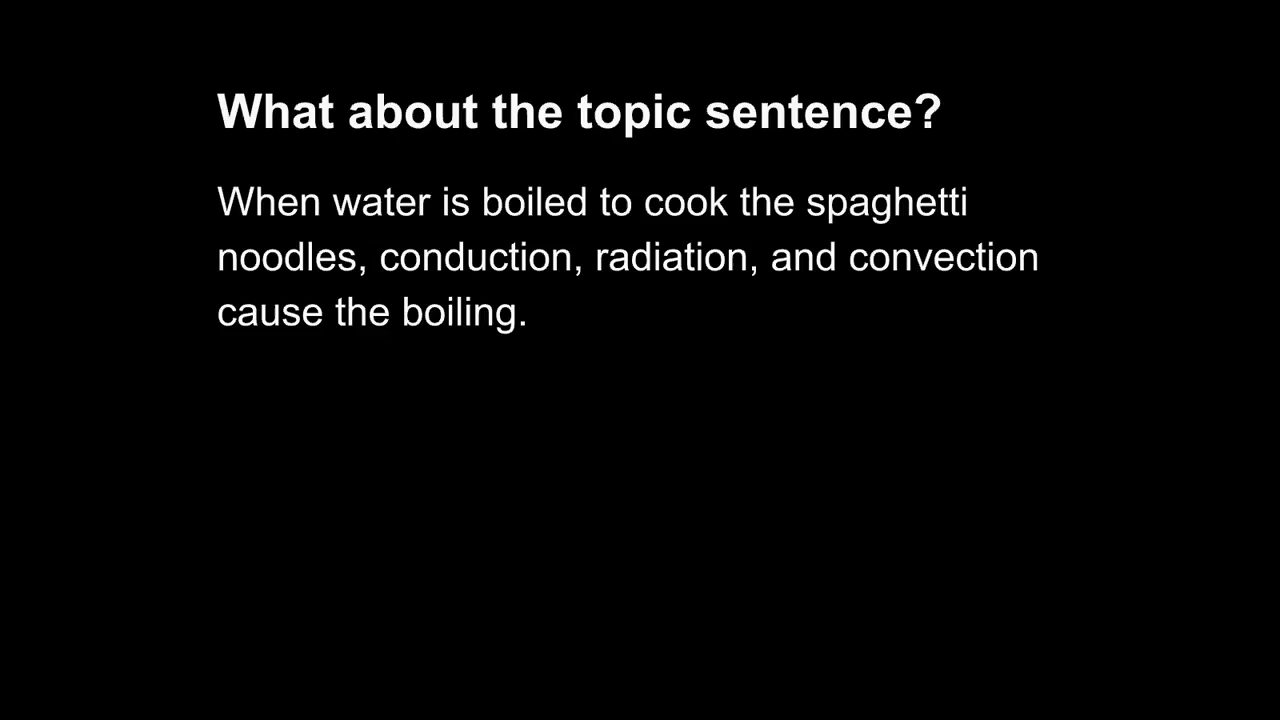 What about the topic sentence?
When water is boiled to cook the spaghetti
noodles, conduction, radiation, and convection
cause the boiling.